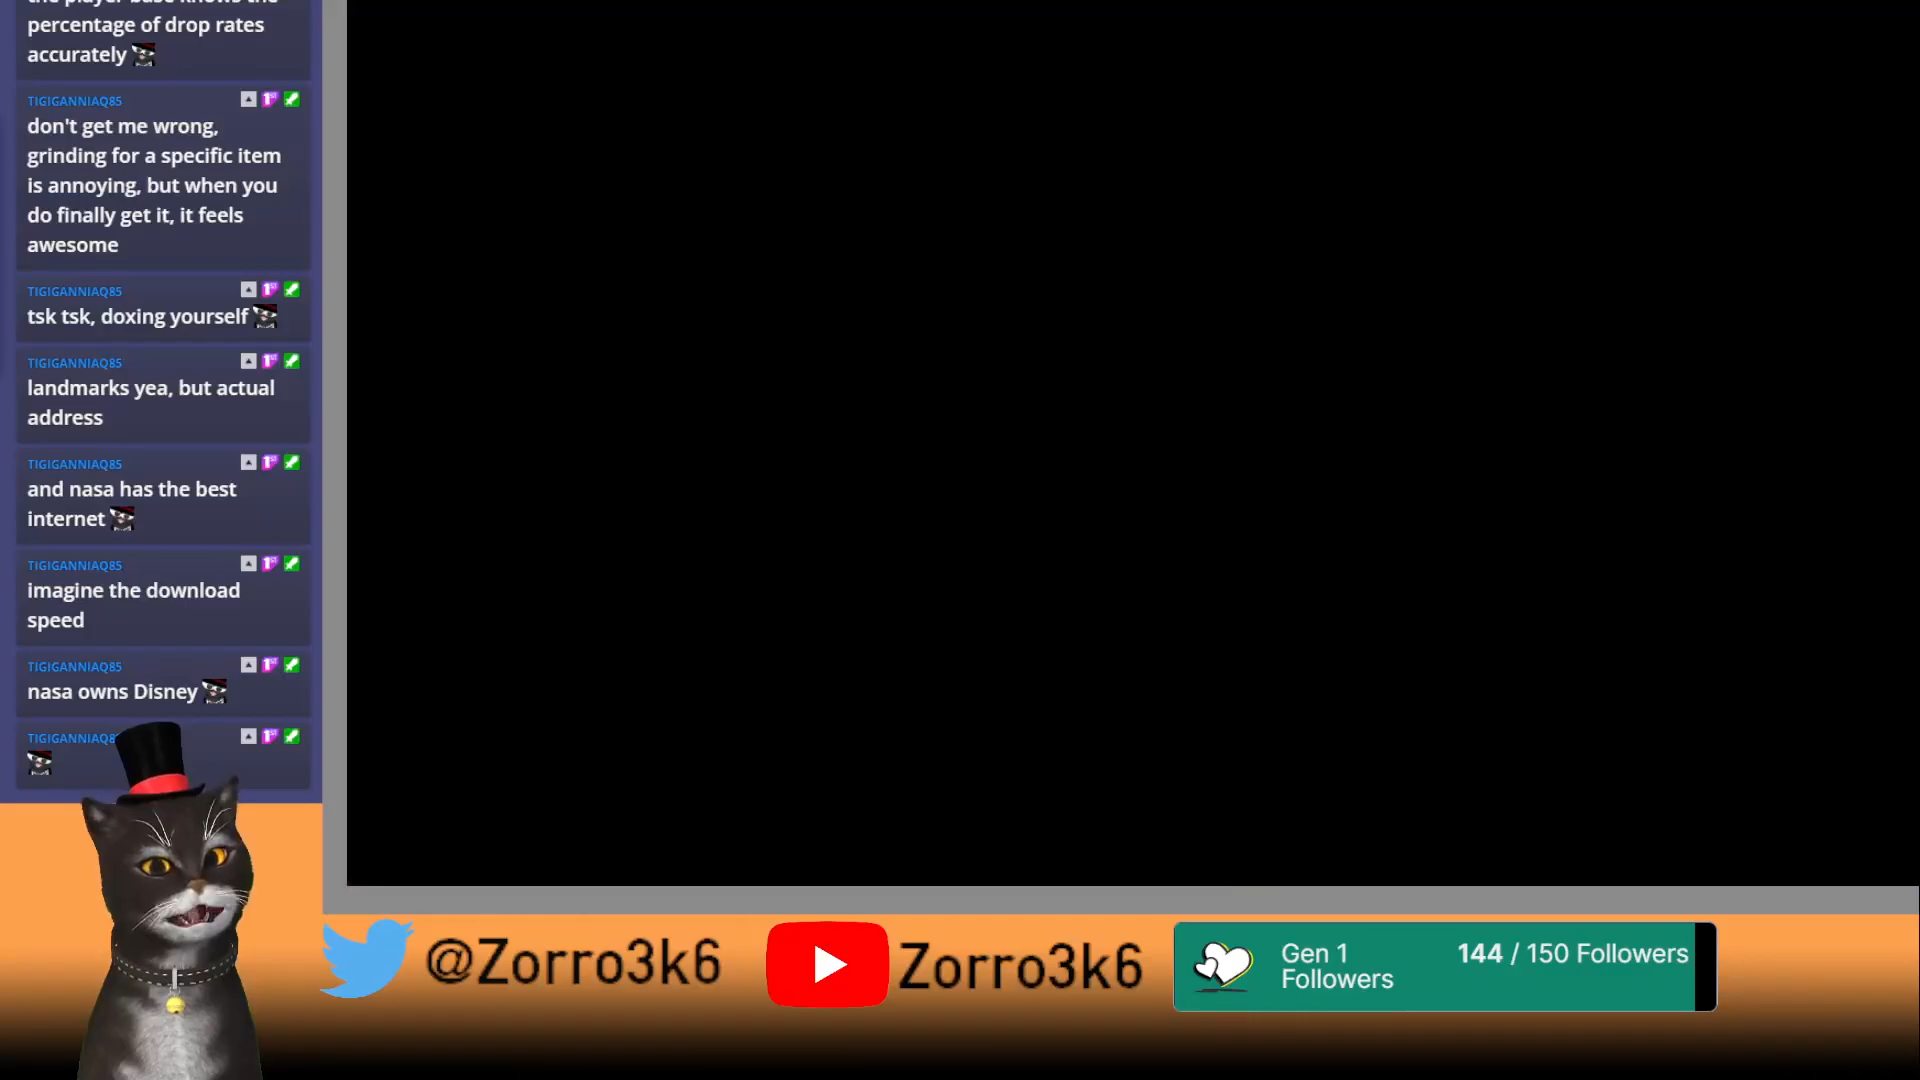 percentage of drop rates
accurately
TIGIGANNIAQ85
don't get me wrong,
grinding for a specific item
is annoying, but when you
do finally get it, it feels
awesome
TIGIGANNIAQ85
tsk tsk, doxing yourself
TIGIGANNIAQ85
landmarks yea, but actual
address
TIGIGANNIAQ85
and nasa has the best
internet
TIGIGANNIAQ85
imagine the download
speed
TIGIGANNIAQ85
nasa owns Disney
@Zorro3k6
Zorro3k6
Gen 1
Followers
144 / 150 Followers